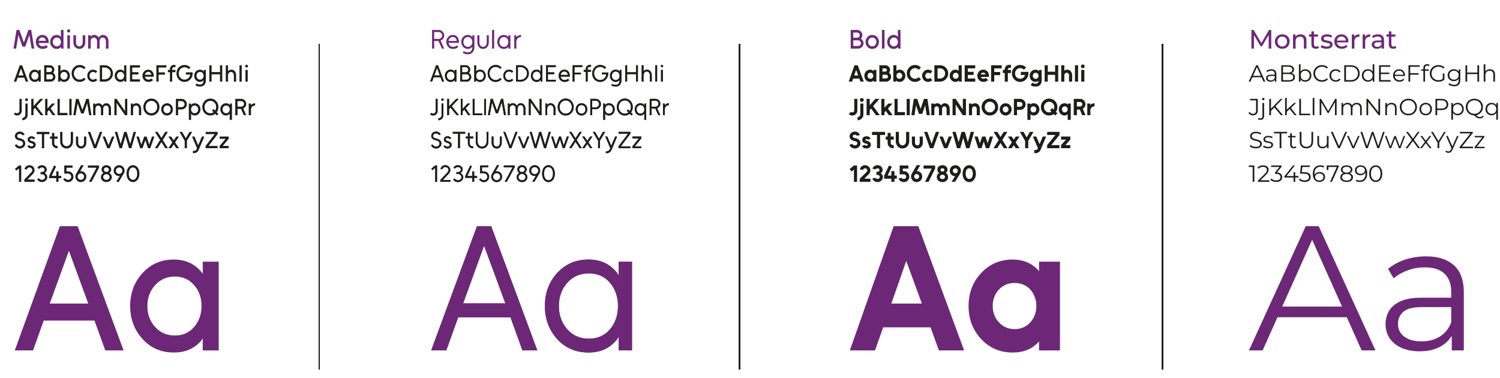 Medium
AaBbCcDdEeFfGgHhIi
JjKkLlMmNnOoPpQqRr
SsTtUuVvWwXxYyZz
1234567890
Aa
Regular
AaBbCcDdEeFfGgHhIi
JjKkLlMmNnOoPpQqRr
SsTtUuVvWwXxYyZz
1234567890
Aa
Bold
AaBbCcDdEeFfGgHhIi
JjKkLlMmNnOoPpQqRr
SsTtUuVvWwXxYyZz
1234567890
Aa
Montserrat
AaBbCcDdEeFfGgHh
JjKkLlMmNnOoPpQq
SsTtUuVvWwXxYyZz
1234567890
Aa